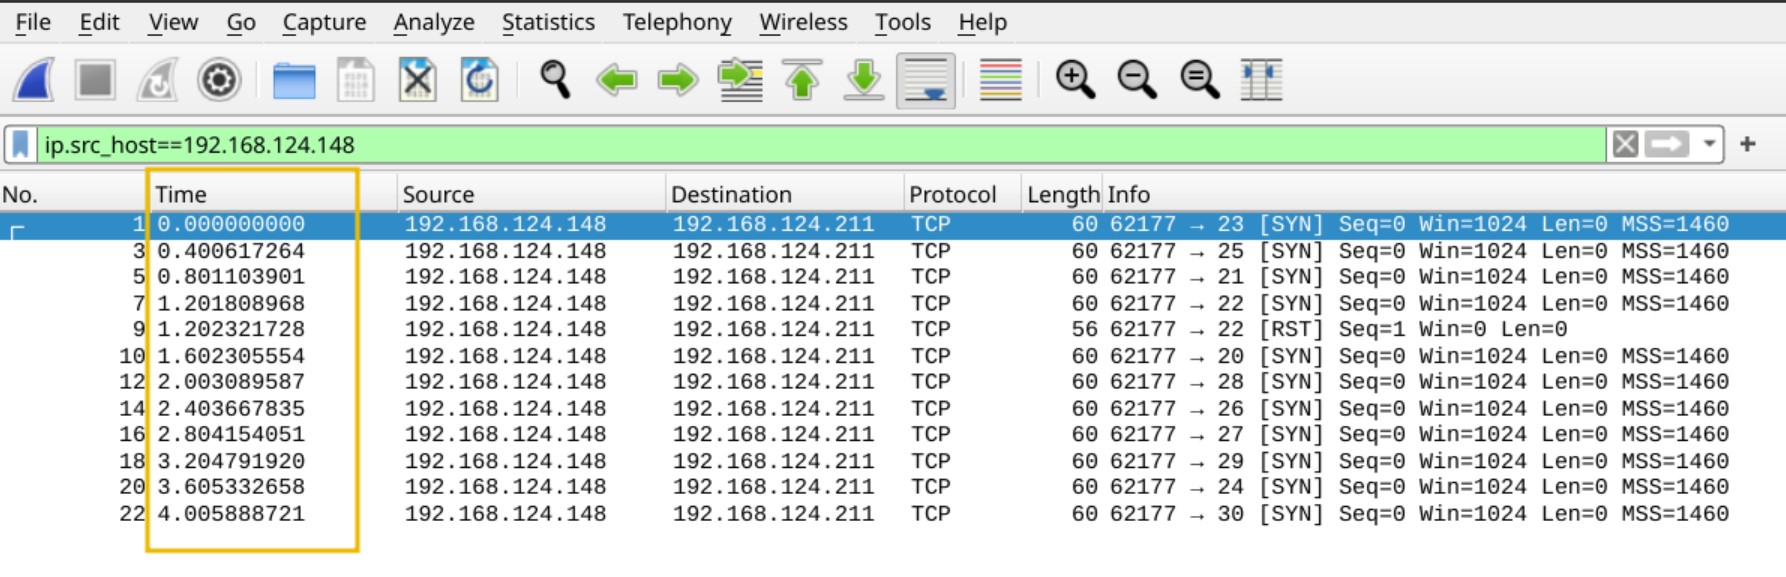 File Edit View Go Capture Analyze Statistics Telephony Wireless Tools Help
ip.src_host==192.168.124.148
No. Time Source Destination Protocol Length Info
1 0.000000000 192.168.124.148 192.168.124.211 TCP 60 62177 → 23 [SYN] Seq=0 Win=1024 Len=0 MSS=1460
3 0.400617264 192.168.124.148 192.168.124.211 TCP 60 62177 → 25 [SYN] Seq=0 Win=1024 Len=0 MSS=1460
5 0.801103901 192.168.124.148 192.168.124.211 TCP 60 62177 → 21 [SYN] Seq=0 Win=1024 Len=0 MSS=1460
7 1.201808968 192.168.124.148 192.168.124.211 TCP 60 62177 → 22 [SYN] Seq=0 Win=1024 Len=0 MSS=1460
9 1.202321728 192.168.124.148 192.168.124.211 TCP 56 62177 → 22 [RST] Seq=1 Win=0 Len=0
10 1.602305554 192.168.124.148 192.168.124.211 TCP 60 62177 → 20 [SYN] Seq=0 Win=1024 Len=0 MSS=1460
12 2.003089587 192.168.124.148 192.168.124.211 TCP 60 62177 → 28 [SYN] Seq=0 Win=1024 Len=0 MSS=1460
14 2.403667835 192.168.124.148 192.168.124.211 TCP 60 62177 → 26 [SYN] Seq=0 Win=1024 Len=0 MSS=1460
16 2.804154051 192.168.124.148 192.168.124.211 TCP 60 62177 → 27 [SYN] Seq=0 Win=1024 Len=0 MSS=1460
18 3.204791920 192.168.124.148 192.168.124.211 TCP 60 62177 → 29 [SYN] Seq=0 Win=1024 Len=0 MSS=1460
20 3.605332658 192.168.124.148 192.168.124.211 TCP 60 62177 → 24 [SYN] Seq=0 Win=1024 Len=0 MSS=1460
22 4.005888721 192.168.124.148 192.168.124.211 TCP 60 62177 → 30 [SYN] Seq=0 Win=1024 Len=0 MSS=1460